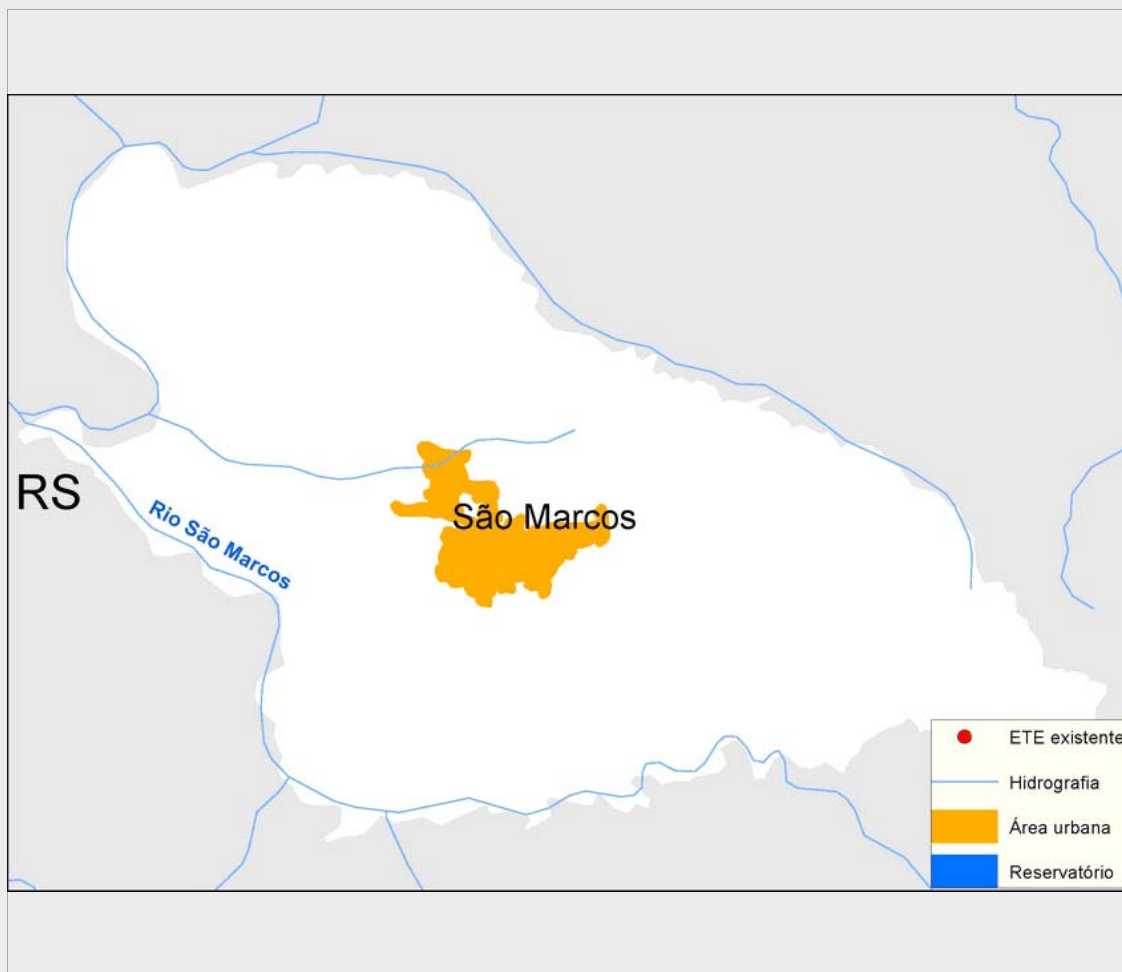 RS
Rio São Marcos
São Marcos
ETE existente
Hidrografia
Área urbana
Reservatório